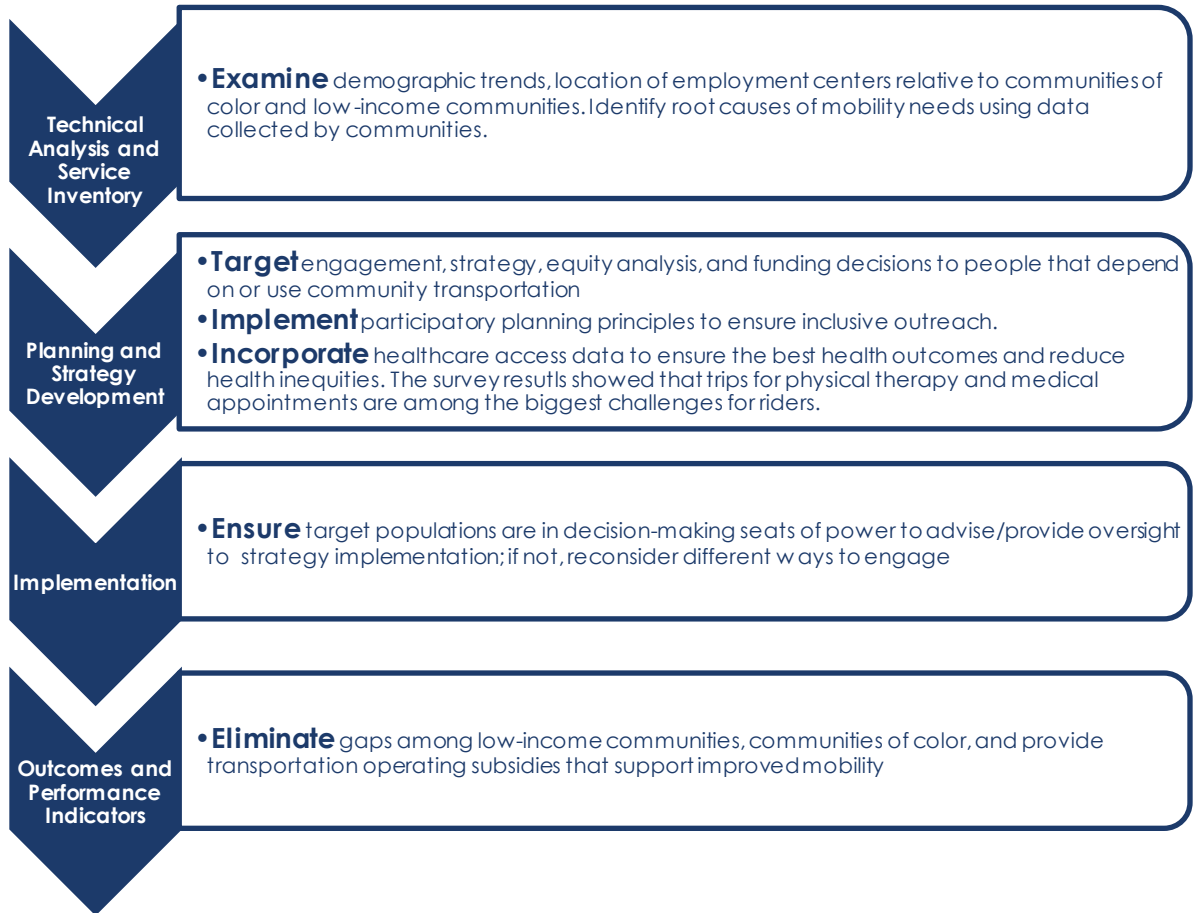 Technical
Analysis and
Service
Inventory
•Examine demographic trends, location of employment centers relative to communities of
color and low-income communities. Identify root causes of mobility needs using data
collected by communities.
Planning and
Strategy
Development
•Target engagement, strategy, equity analysis, and funding decisions to people that depend
on or use community transportation
•Implement participatory planning principles to ensure inclusive outreach.
•Incorporate healthcare access data to ensure the best health outcomes and reduce
health inequities. The survey resutls showed that trips for physical therapy and medical
appointments are among the biggest challenges for riders.
Implementation
•Ensure target populations are in decision-making seats of power to advise/provide oversight
to strategy implementation; if not, reconsider different ways to engage
Outcomes and
Performance
Indicators
•Eliminate gaps among low-income communities, communities of color, and provide
transportation operating subsidies that support improved mobility